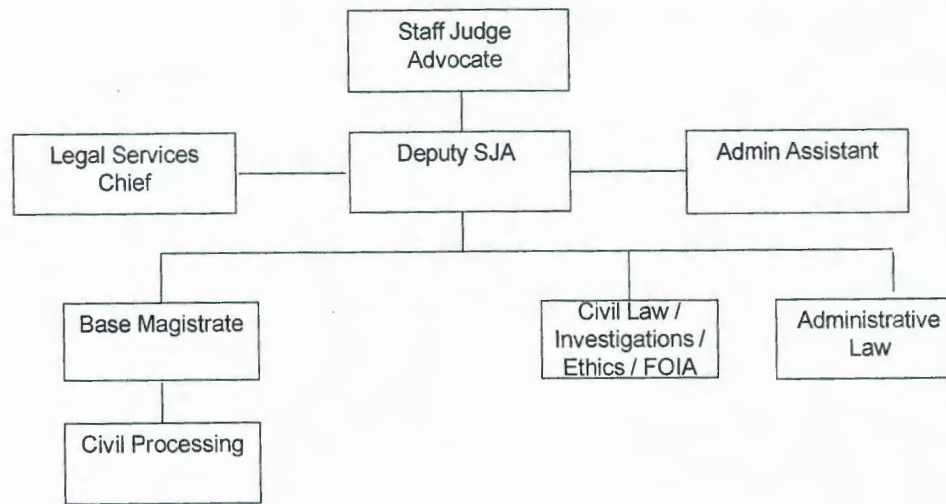 Staff Judge
Advocate
Legal Services
Chief
Deputy SJA
Admin Assistant
Base Magistrate
Civil Law /
Investigations /
Ethics / FOIA
Administrative
Law
Civil Processing